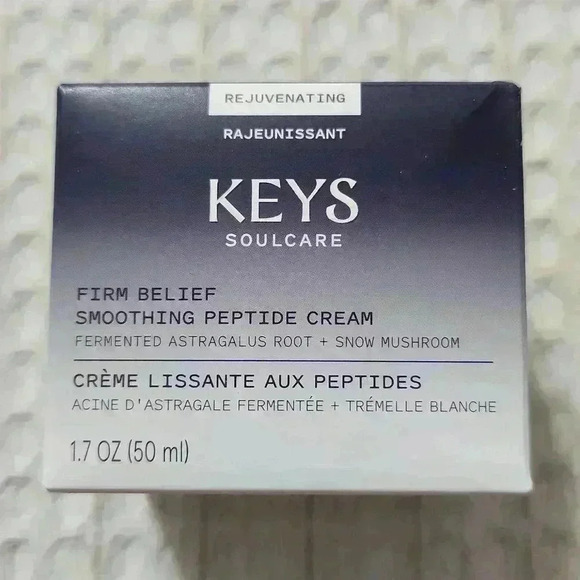 REJUVENATING
RAJEUNISSANT
KEYS
SOULCARE
FIRM BELIEF
SMOOTHING PEPTIDE CREAM
FERMENTED ASTRAGALUS ROOT + SNOW MUSHROOM
CRÈME LISSANTE AUX PEPTIDES
ACINE D'ASTRAGALE FERMENTÉE + TRÉMELLE BLANCHE
1.7 OZ (50 ml)